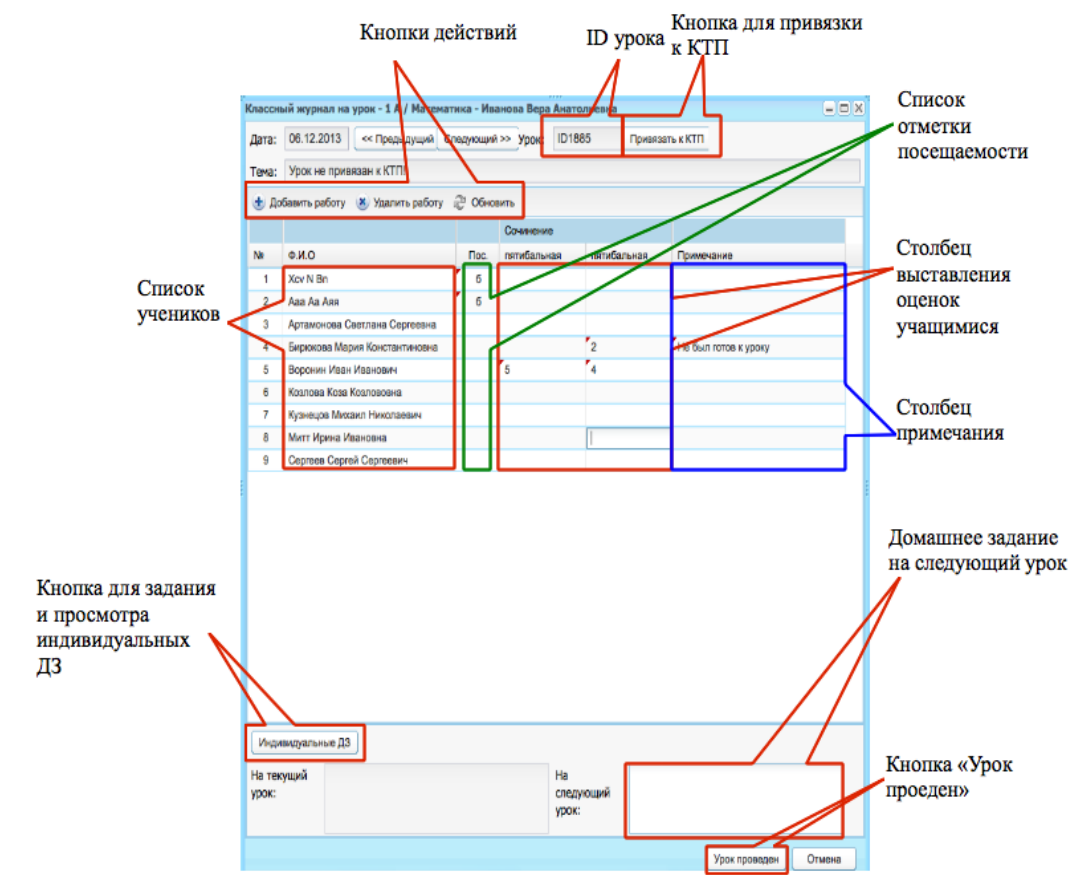 Кнопки действий
ID урока
Кнопка для привязки
к КТП
Список
отметки
посещаемости
Классный журнал на урок - 1 А / Математика - Иванова Вера Анатольевна
Дата: 06.12.2013 << Предыдущий Следующий >> Урок: ID1885 Привязать к КТП
Тема: Урок не привязан к КТП!
Добавить работу Удалить работу Обновить
Сочинение
№ Ф.И.О Пос. пятибальная пятибальная Примечание
1 Xcv N Bn б
2 Ааа Аа Аяя б
3 Артамонова Светлана Сергеевна
4 Бирюкова Мария Константиновна 2 Не был готов к уроку
5 Воронин Иван Иванович 5 4
6 Козлова Коза Козлововна
7 Кузнецов Михаил Николаевич
8 Митт Ирина Ивановна
9 Сергеев Сергей Сергеевич
Список
учеников
Столбец
выставления
оценок
учащимися
Столбец
примечания
Домашнее задание
на следующий урок
Кнопка для задания
и просмотра
индивидуальных
ДЗ
Индивидуальные ДЗ
На текущий
урок:
На
следующий
урок:
Кнопка «Урок
проеден»
Урок проведен Отмена